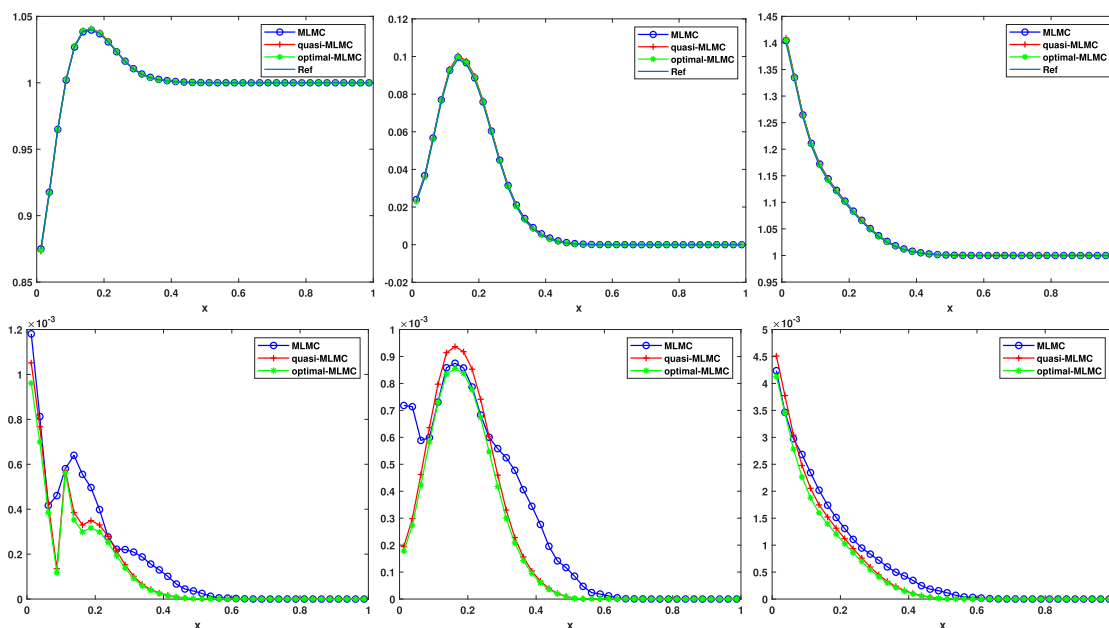 1.05
1
0.95
0.9
0.85
0 0.2 0.4 0.6 0.8 1
x
MLMC
quasi-MLMC
optimal-MLMC
Ref
0.12
0.1
0.08
0.06
0.04
0.02
0
-0.02
0 0.2 0.4 0.6 0.8 1
x
MLMC
quasi-MLMC
optimal-MLMC
Ref
1.45
1.4
1.35
1.3
1.25
1.2
1.15
1.1
1.05
1
0.95
0 0.2 0.4 0.6 0.8
x
MLMC
quasi-MLMC
optimal-MLMC
Ref
×10⁻³
1.2
1
0.8
0.6
0.4
0.2
0
0 0.2 0.4 0.6 0.8 1
x
MLMC
quasi-MLMC
optimal-MLMC
×10⁻³
1
0.9
0.8
0.7
0.6
0.5
0.4
0.3
0.2
0.1
0
0 0.2 0.4 0.6 0.8 1
x
MLMC
quasi-MLMC
optimal-MLMC
×10⁻³
5
4.5
4
3.5
3
2.5
2
1.5
1
0.5
0
0 0.2 0.4 0.6 0.8
x
MLMC
quasi-MLMC
optimal-MLMC